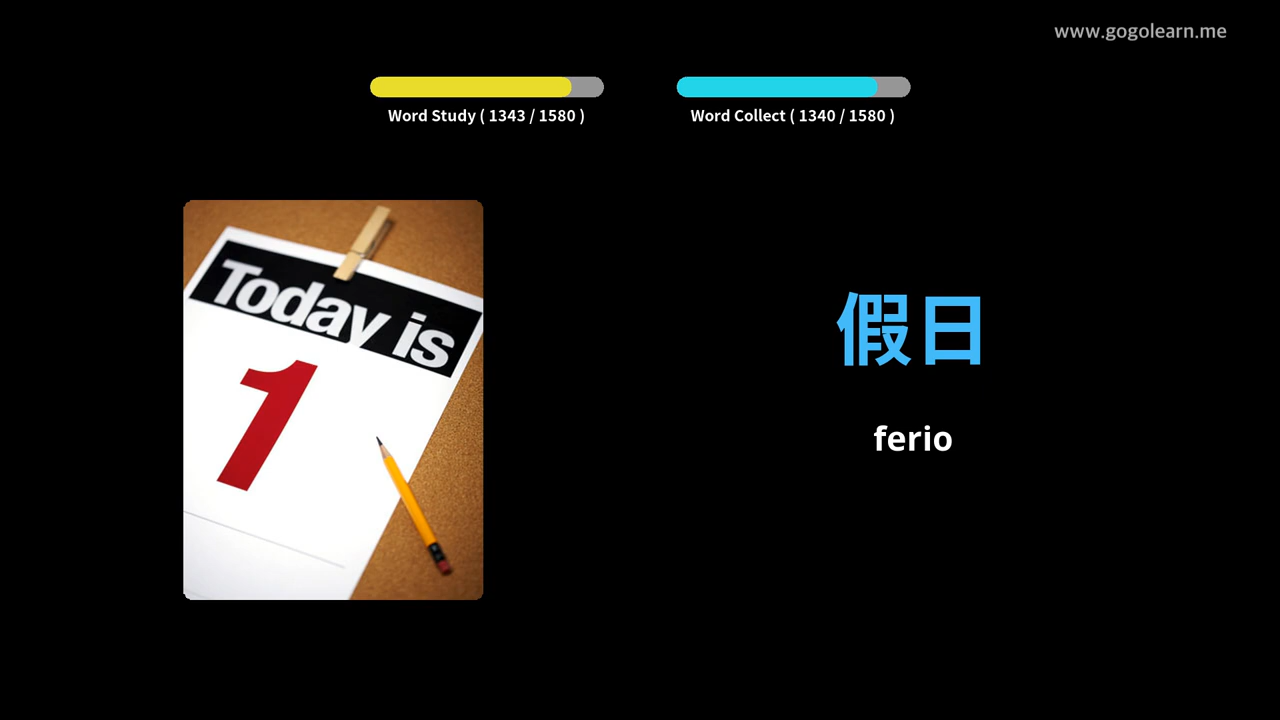 www.gogolearn.me
Word Study ( 1343 / 1580 )
Word Collect ( 1340 / 1580 )
Today is
1
假日
ferio